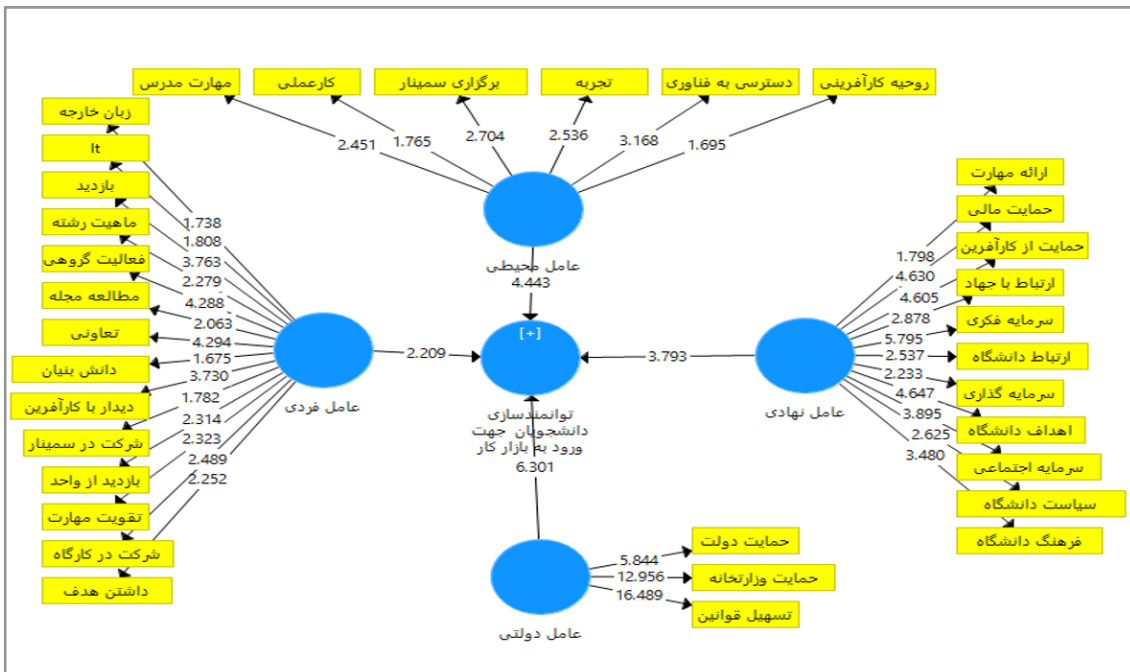 روحیه کارآفرینی
دسترسی به فناوری
تجربه
برگزاری سمینار
کارعملی
مهارت مدرس
1.695
3.168
2.536
2.704
1.765
2.451
عامل محیطی
4.443
ارائه مهارت
حمایت مالی
حمایت از کارآفرین
ارتباط با جهاد
سرمایه فکری
ارتباط دانشگاه
سرمایه گذاری
اهداف دانشگاه
سرمایه اجتماعی
سیاست دانشگاه
فرهنگ دانشگاه
1.798
4.630
4.605
2.878
5.795
2.537
2.233
4.647
3.895
2.625
3.480
عامل نهادی
3.793
[+]
توانمندسازی
دانشجویان جهت
ورود به بازار کار
2.209
6.301
زبان خارجه
It
بازدید
ماهیت رشته
فعالیت گروهی
مطالعه مجله
تعاونی
دانش بنیان
دیدار با کارآفرین
شرکت در سمینار
بازدید از واحد
تقویت مهارت
شرکت در کارگاه
داشتن هدف
1.738
1.808
3.763
2.279
4.288
2.063
4.294
1.675
3.730
1.782
2.314
2.323
2.489
2.252
عامل فردی
حمایت دولت
حمایت وزارتخانه
تسهیل قوانین
5.844
12.956
16.489
عامل دولتی